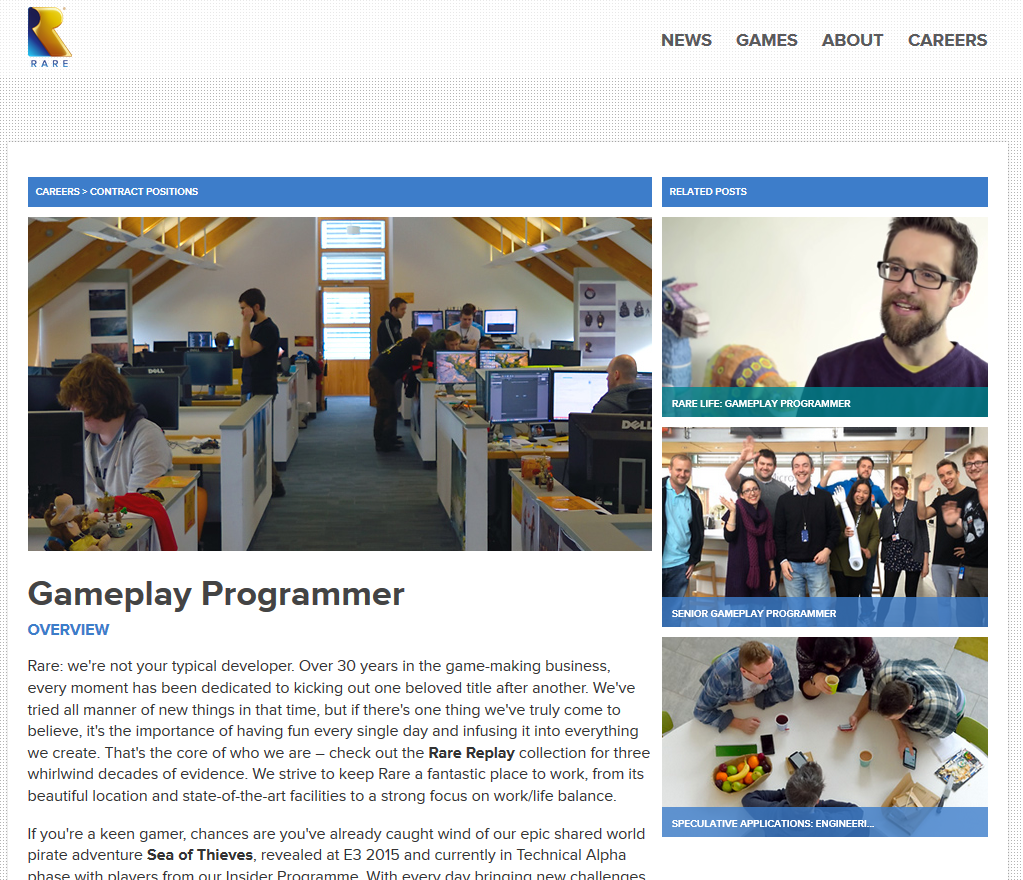 RARE
NEWS GAMES ABOUT CAREERS
CAREERS > CONTRACT POSITIONS
DELL
DELL
Gameplay Programmer
OVERVIEW
Rare: we're not your typical developer. Over 30 years in the game-making business,
every moment has been dedicated to kicking out one beloved title after another. We've
tried all manner of new things in that time, but if there's one thing we've truly come to
believe, it's the importance of having fun every single day and infusing it into everything
we create. That's the core of who we are – check out the Rare Replay collection for three
whirlwind decades of evidence. We strive to keep Rare a fantastic place to work, from its
beautiful location and state-of-the-art facilities to a strong focus on work/life balance.
If you're a keen gamer, chances are you've already caught wind of our epic shared world
pirate adventure Sea of Thieves, revealed at E3 2015 and currently in Technical Alpha
phase with players from our Insider Programme. With every day bringing new challenges
RELATED POSTS
RARE LIFE: GAMEPLAY PROGRAMMER
SENIOR GAMEPLAY PROGRAMMER
SPECULATIVE APPLICATIONS: ENGINEERI...